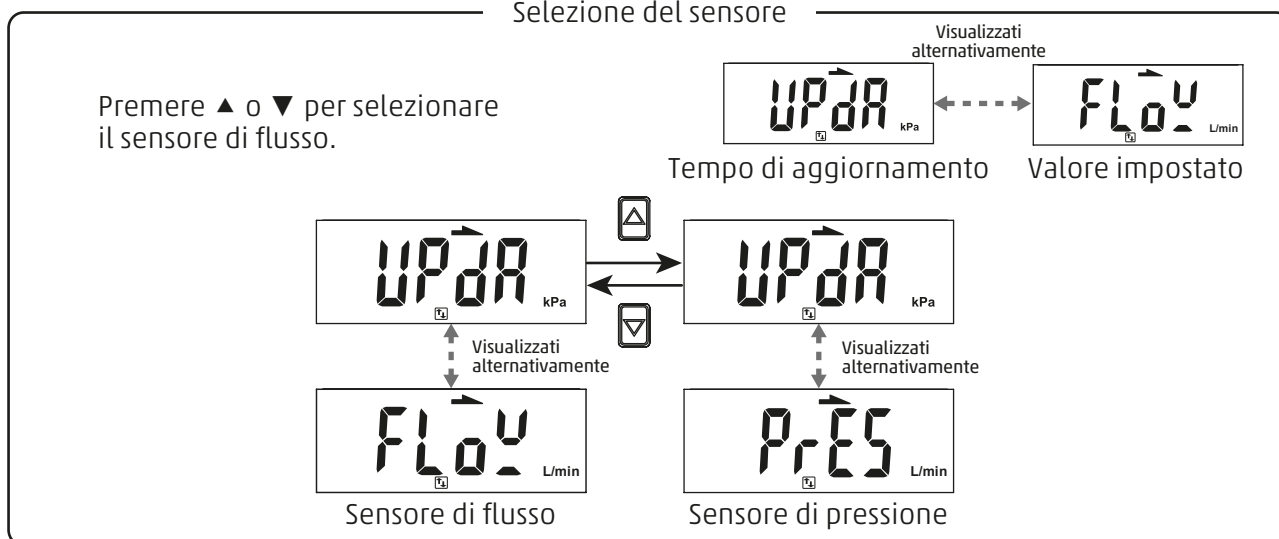 Selezione del sensore
Visualizzati
alternativamente
Premere ▲ o ▼ per selezionare
il sensore di flusso.
UPdA kPa
FLoW L/min
Tempo di aggiornamento
Valore impostato
UPdA kPa
UPdA kPa
Visualizzati
alternativamente
Visualizzati
alternativamente
FLoW L/min
PrES L/min
Sensore di flusso
Sensore di pressione